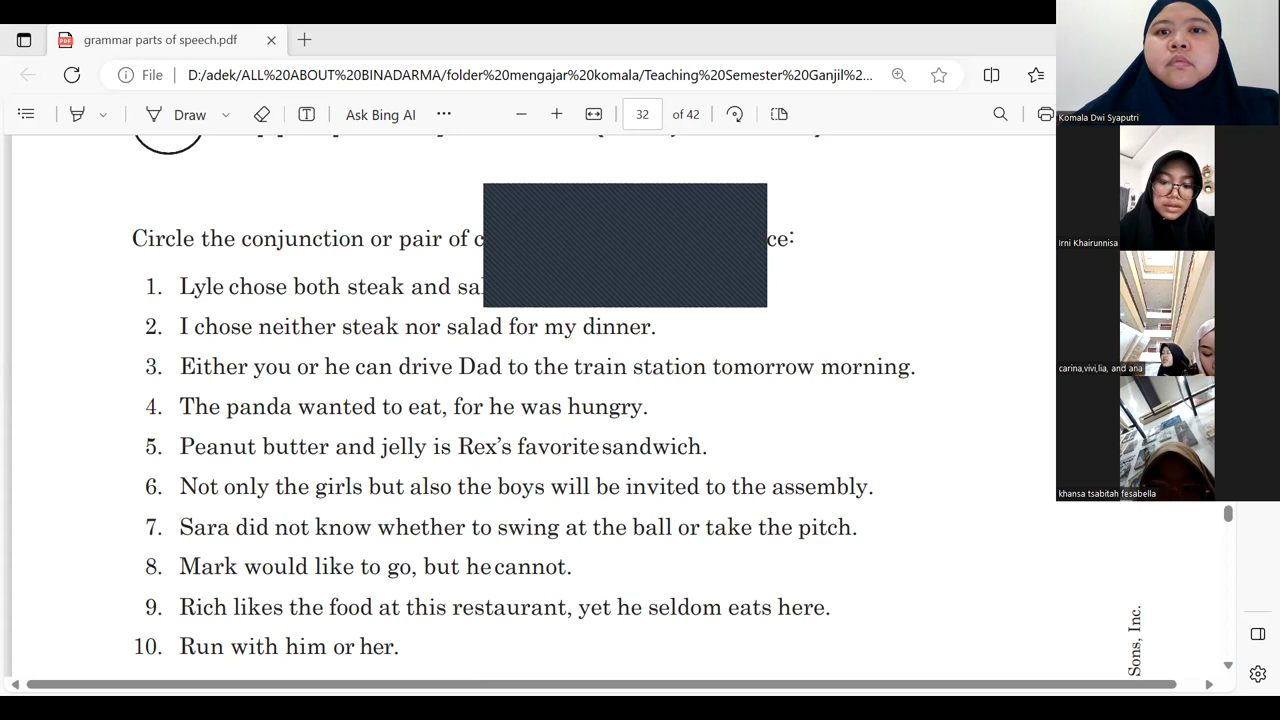 grammar parts of speech.pdf
File D:/adek/ALL%20ABOUT%20BINADARMA/folder%20mengajar%20komala/Teaching%20Semester%20Ganjil%2...
Draw Ask Bing AI 32 of 42
Komala Dwi Syaputri
Circle the conjunction or pair of
1. Lyle chose both steak and
2. I chose neither steak nor salad for my dinner.
3. Either you or he can drive Dad to the train station tomorrow morning.
4. The panda wanted to eat, for he was hungry.
5. Peanut butter and jelly is Rex's favorite sandwich.
6. Not only the girls but also the boys will be invited to the assembly.
7. Sara did not know whether to swing at the ball or take the pitch.
8. Mark would like to go, but he cannot.
9. Rich likes the food at this restaurant, yet he seldom eats here.
10. Run with him or her.
Sons, Inc.
Irni Khairunnisa
carina,vivi,lia, and ana
khansa tsabitah fesabella